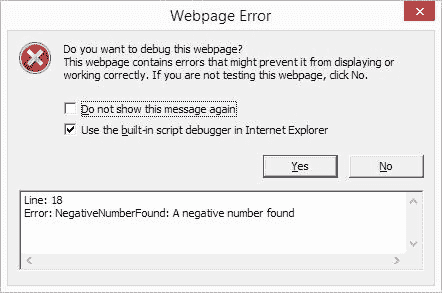 Webpage Error
Do you want to debug this webpage?
This webpage contains errors that might prevent it from displaying or
working correctly. If you are not testing this webpage, click No.
Do not show this message again
Use the built-in script debugger in Internet Explorer
Yes No
Line: 18
Error: NegativeNumberFound: A negative number found